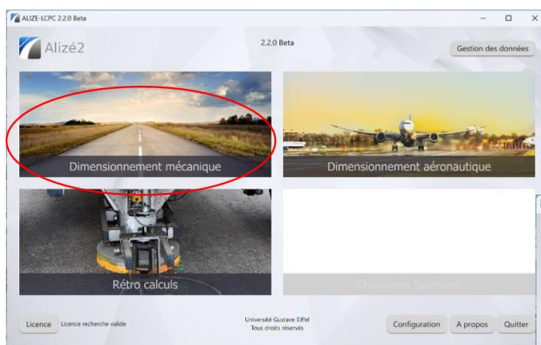 ALIZE-LCPC 2.2.0 Beta
Alizé2
2.2.0 Beta
Gestion des données
Dimensionnement mécanique
Dimensionnement aéronautique
Rétro calculs
Chaussées Spéciales
Licence
Licence recherche valide
Université Gustave Eiffel
Tous droits réservés
Configuration
A propos
Quitter